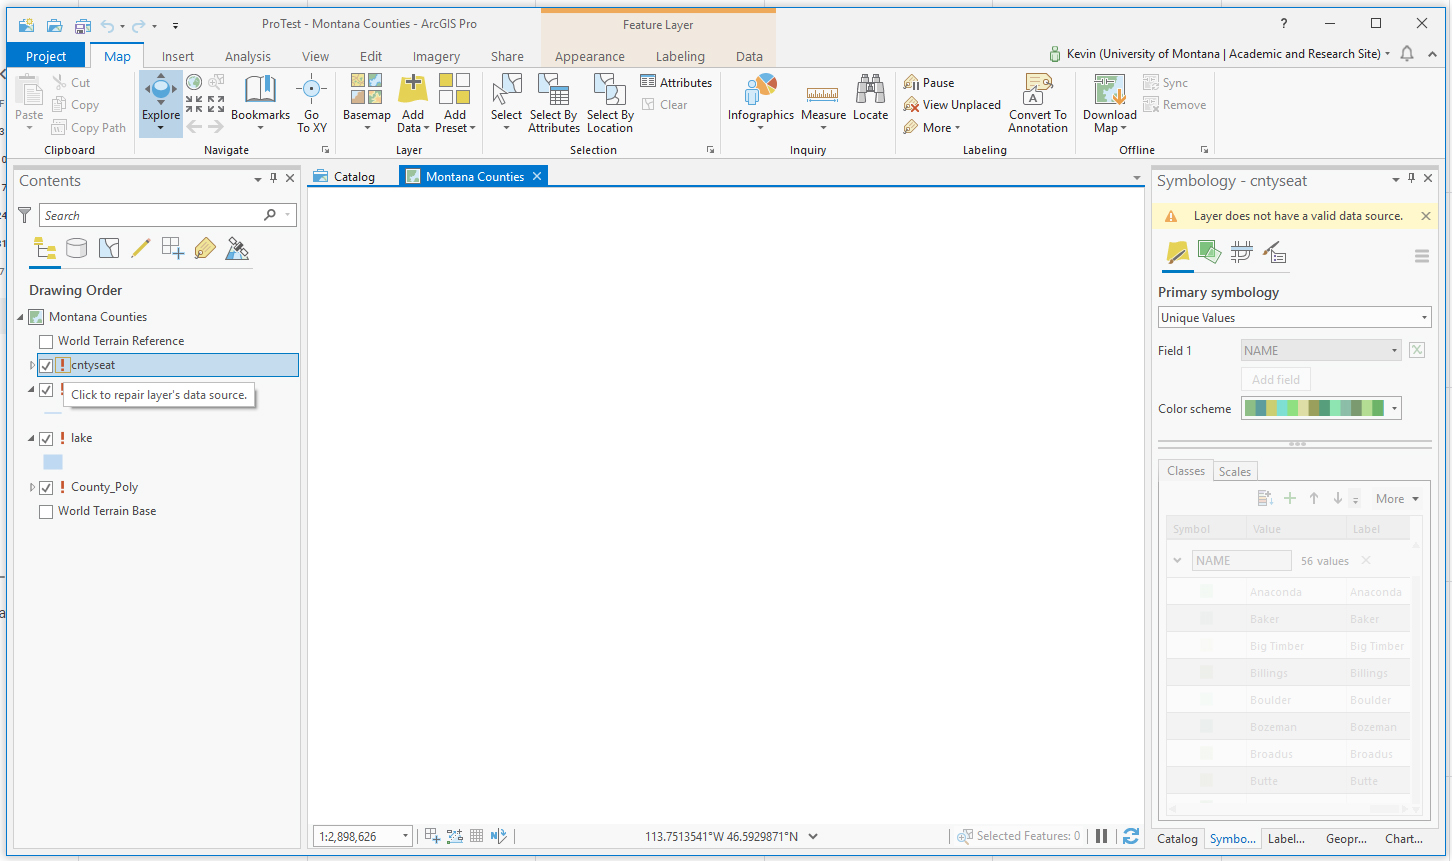 ProTest - Montana Counties - ArcGIS Pro
Feature Layer
?
Project Map Insert Analysis View Edit Imagery Share Appearance Labeling Data
Kevin (University of Montana | Academic and Research Site)
Paste
Cut
Copy
Copy Path
Clipboard
Explore
Bookmarks
Go
To XY
Navigate
Basemap
Add
Data
Add
Preset
Layer
Select
Select By
Attributes
Select By
Location
Attributes
Clear
Selection
Infographics
Measure
Locate
Inquiry
Pause
View Unplaced
More
Convert To
Annotation
Labeling
Download
Map
Sync
Remove
Offline
Contents
Search
Drawing Order
Montana Counties
World Terrain Reference
! cntyseat
!
Click to repair layer's data source.
! lake
! County_Poly
World Terrain Base
Catalog
Montana Counties
1:2,898,626
113.7513541°W 46.5929871°N
Selected Features: 0
Symbology - cntyseat
Layer does not have a valid data source.
Primary symbology
Unique Values
Field 1 NAME
Add field
Color scheme
Classes Scales
More
Symbol Value Label
NAME 56 values
Anaconda Anaconda
Baker Baker
Big Timber Big Timber
Billings Billings
Boulder Boulder
Bozeman Bozeman
Broadus Broadus
Butte Butte
Catalog Symbo... Label... Geopr... Chart...